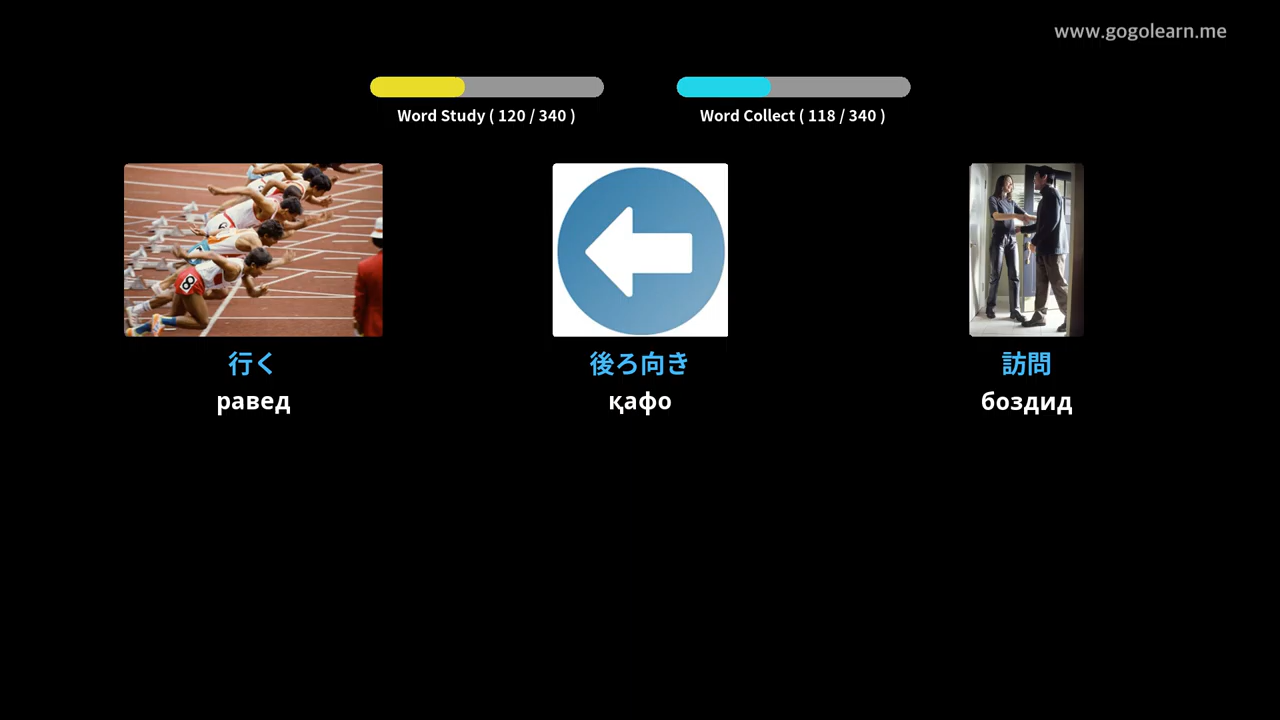 www.gogolearn.me
Word Study ( 120 / 340 )
Word Collect ( 118 / 340 )
行く
равед
後ろ向き
қафо
訪問
боздид
8